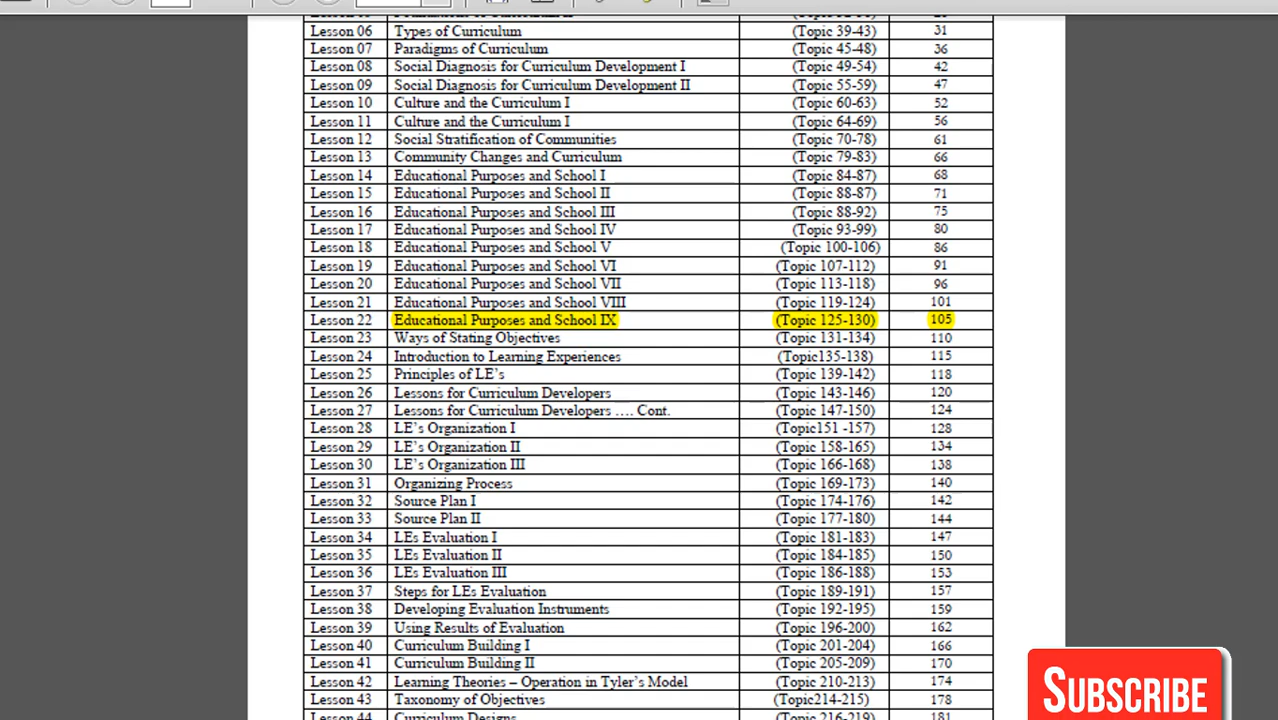 Lesson 06 Types of Curriculum (Topic 39-43) 31
Lesson 07 Paradigms of Curriculum (Topic 45-48) 36
Lesson 08 Social Diagnosis for Curriculum Development I (Topic 49-54) 42
Lesson 09 Social Diagnosis for Curriculum Development II (Topic 55-59) 47
Lesson 10 Culture and the Curriculum I (Topic 60-63) 52
Lesson 11 Culture and the Curriculum I (Topic 64-69) 56
Lesson 12 Social Stratification of Communities (Topic 70-78) 61
Lesson 13 Community Changes and Curriculum (Topic 79-83) 66
Lesson 14 Educational Purposes and School I (Topic 84-87) 68
Lesson 15 Educational Purposes and School II (Topic 88-87) 71
Lesson 16 Educational Purposes and School III (Topic 88-92) 75
Lesson 17 Educational Purposes and School IV (Topic 93-99) 80
Lesson 18 Educational Purposes and School V (Topic 100-106) 86
Lesson 19 Educational Purposes and School VI (Topic 107-112) 91
Lesson 20 Educational Purposes and School VII (Topic 113-118) 96
Lesson 21 Educational Purposes and School VIII (Topic 119-124) 101
Lesson 22 Educational Purposes and School IX (Topic 125-130) 105
Lesson 23 Ways of Stating Objectives (Topic 131-134) 110
Lesson 24 Introduction to Learning Experiences (Topic135-138) 115
Lesson 25 Principles of LE's (Topic 139-142) 118
Lesson 26 Lessons for Curriculum Developers (Topic 143-146) 120
Lesson 27 Lessons for Curriculum Developers …. Cont. (Topic 147-150) 124
Lesson 28 LE's Organization I (Topic151 -157) 128
Lesson 29 LE's Organization II (Topic 158-165) 134
Lesson 30 LE's Organization III (Topic 166-168) 138
Lesson 31 Organizing Process (Topic 169-173) 140
Lesson 32 Source Plan I (Topic 174-176) 142
Lesson 33 Source Plan II (Topic 177-180) 144
Lesson 34 LEs Evaluation I (Topic 181-183) 147
Lesson 35 LEs Evaluation II (Topic 184-185) 150
Lesson 36 LEs Evaluation III (Topic 186-188) 153
Lesson 37 Steps for LEs Evaluation (Topic 189-191) 157
Lesson 38 Developing Evaluation Instruments (Topic 192-195) 159
Lesson 39 Using Results of Evaluation (Topic 196-200) 162
Lesson 40 Curriculum Building I (Topic 201-204) 166
Lesson 41 Curriculum Building II (Topic 205-209) 170
Lesson 42 Learning Theories – Operation in Tyler's Model (Topic 210-213) 174
Lesson 43 Taxonomy of Objectives (Topic214-215) 178
Lesson 44 Curriculum Designs (Topic 216-219) 181
SUBSCRIBE